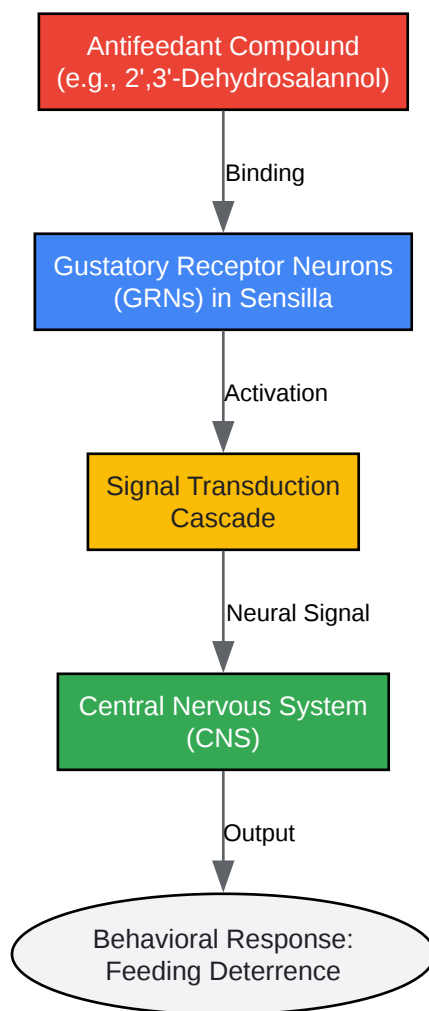 Antifeedant Compound
(e.g., 2',3'-Dehydrosalannol)
Binding
Gustatory Receptor Neurons
(GRNs) in Sensilla
Activation
Signal Transduction
Cascade
Neural Signal
Central Nervous System
(CNS)
Output
Behavioral Response:
Feeding Deterrence